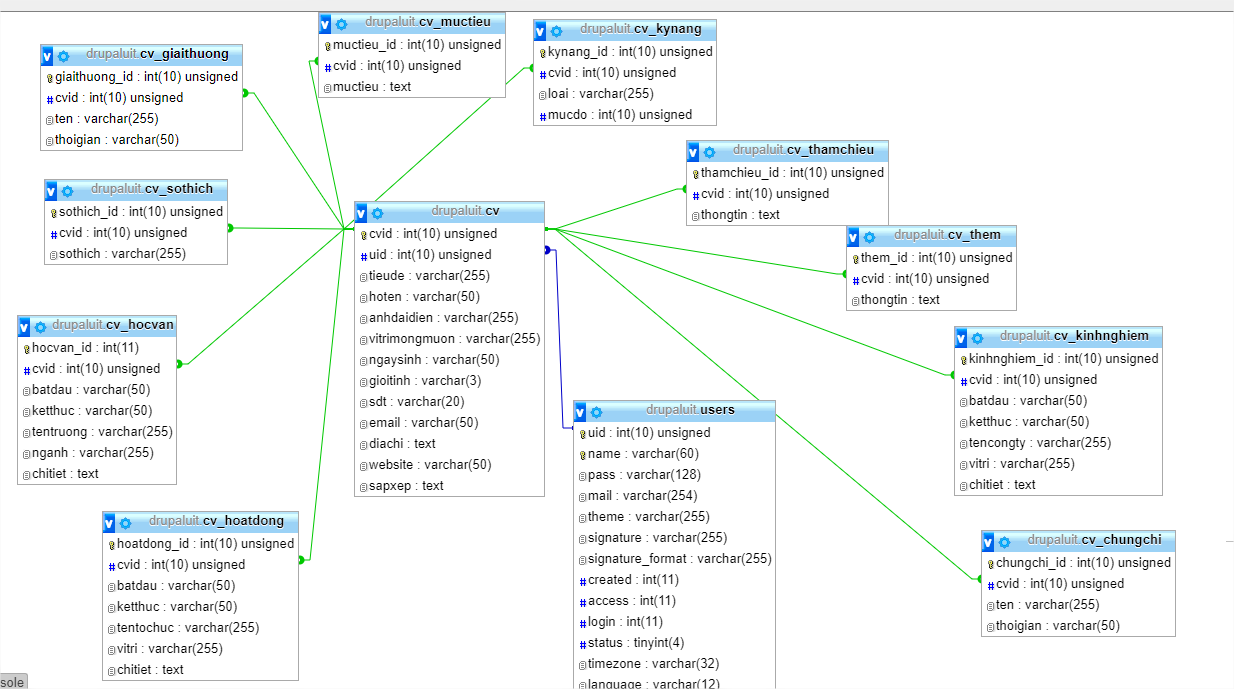 drupaluit.cv_muctieu
muctieu_id : int(10) unsigned
cvid : int(10) unsigned
muctieu : text
drupaluit.cv_kynang
kynang_id : int(10) unsigned
cvid : int(10) unsigned
loai : varchar(255)
mucdo : int(10) unsigned
drupaluit.cv_giaithuong
giaithuong_id : int(10) unsigned
cvid : int(10) unsigned
ten : varchar(255)
thoigian : varchar(50)
drupaluit.cv_thamchieu
thamchieu_id : int(10) unsigned
cvid : int(10) unsigned
thongtin : text
drupaluit.cv_sothich
sothich_id : int(10) unsigned
cvid : int(10) unsigned
sothich : varchar(255)
drupaluit.cv
cvid : int(10) unsigned
uid : int(10) unsigned
tieude : varchar(255)
hoten : varchar(50)
anhdaidien : varchar(255)
vitrimongmuon : varchar(255)
ngaysinh : varchar(50)
gioitinh : varchar(3)
sdt : varchar(20)
email : varchar(50)
diachi : text
website : varchar(50)
sapxep : text
drupaluit.cv_them
them_id : int(10) unsigned
cvid : int(10) unsigned
thongtin : text
drupaluit.cv_hocvan
hocvan_id : int(11)
cvid : int(10) unsigned
batdau : varchar(50)
ketthuc : varchar(50)
tentruong : varchar(255)
nganh : varchar(255)
chitiet : text
drupaluit.cv_kinhnghiem
kinhnghiem_id : int(10) unsigned
cvid : int(10) unsigned
batdau : varchar(50)
ketthuc : varchar(50)
tencongty : varchar(255)
vitri : varchar(255)
chitiet : text
drupaluit.users
uid : int(10) unsigned
name : varchar(60)
pass : varchar(128)
mail : varchar(254)
theme : varchar(255)
signature : varchar(255)
signature_format : varchar(255)
created : int(11)
access : int(11)
login : int(11)
status : tinyint(4)
timezone : varchar(32)
language : varchar(12)
drupaluit.cv_hoatdong
hoatdong_id : int(10) unsigned
cvid : int(10) unsigned
batdau : varchar(50)
ketthuc : varchar(50)
tentochuc : varchar(255)
vitri : varchar(255)
chitiet : text
drupaluit.cv_chungchi
chungchi_id : int(10) unsigned
cvid : int(10) unsigned
ten : varchar(255)
thoigian : varchar(50)
sole